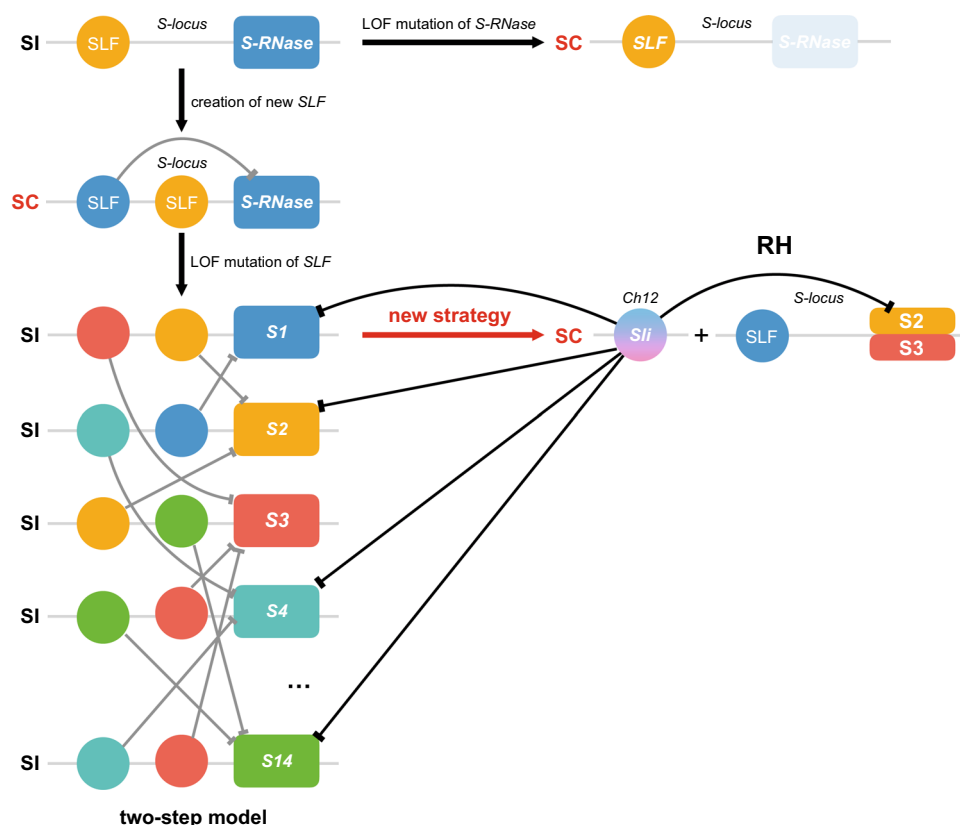 SI
SLF
S-locus
S-RNase
LOF mutation of S-RNase
SC
SLF
S-locus
S-RNase
creation of new SLF
S-locus
SC
SLF
SLF
S-RNase
LOF mutation of SLF
RH
SI
S1
new strategy
SC
Ch12
Sli
+
S-locus
SLF
S2
S3
SI
S2
SI
S3
SI
S4
...
SI
S14
two-step model